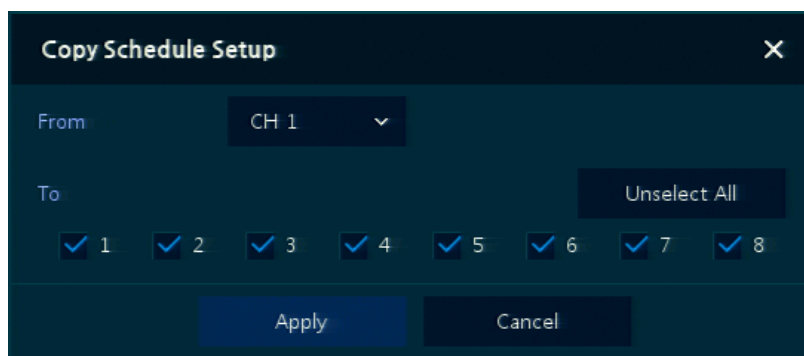 Copy Schedule Setup
From CH 1
To Unselect All
1 2 3 4 5 6 7 8
Apply Cancel